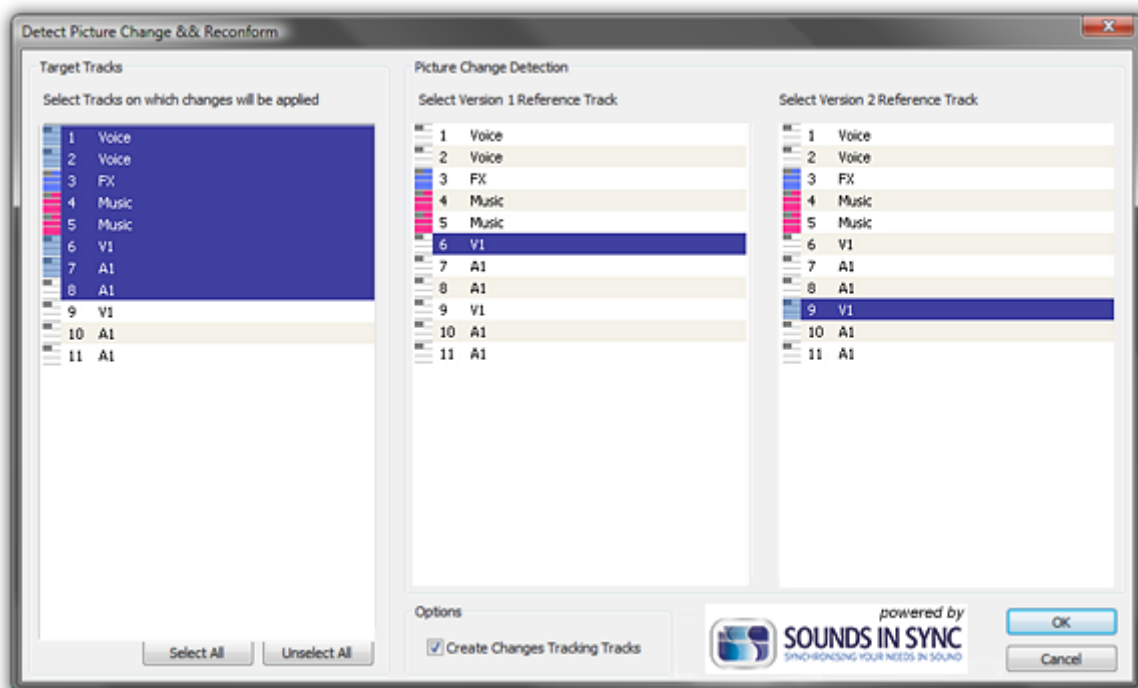 Detect Picture Change && Reconform
Target Tracks
Select Tracks on which changes will be applied
1 Voice
2 Voice
3 FX
4 Music
5 Music
6 V1
7 A1
8 A1
9 V1
10 A1
11 A1
Select All
Unselect All
Picture Change Detection
Select Version 1 Reference Track
1 Voice
2 Voice
3 FX
4 Music
5 Music
6 V1
7 A1
8 A1
9 V1
10 A1
11 A1
Select Version 2 Reference Track
1 Voice
2 Voice
3 FX
4 Music
5 Music
6 V1
7 A1
8 A1
9 V1
10 A1
11 A1
Options
Create Changes Tracking Tracks
powered by
SOUNDS IN SYNC
SYNCHRONISING YOUR NEEDS IN SOUND
OK
Cancel